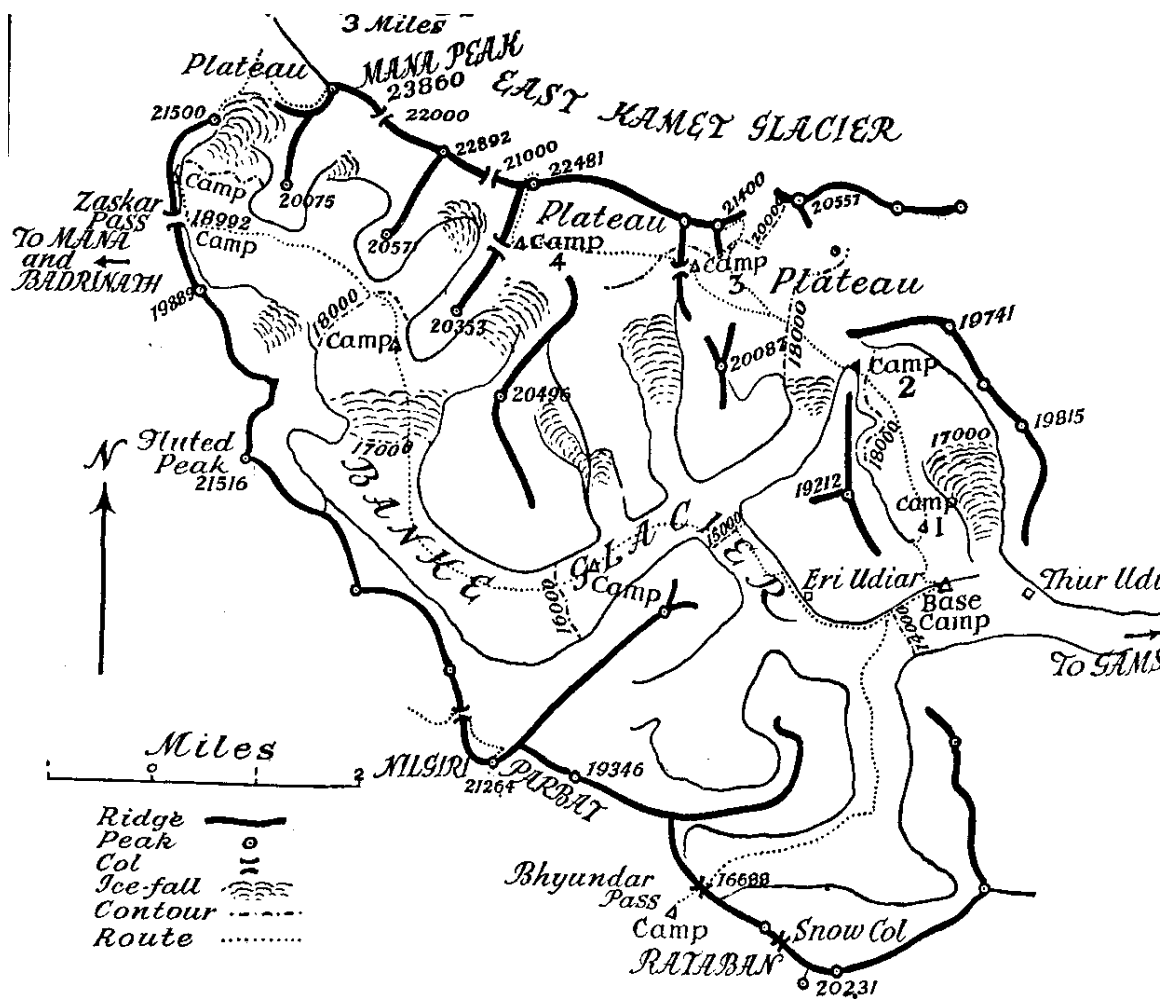 3 Miles
Plateau
MANA PEAK
23860
EAST KAMET GLACIER
21500
22000
22892
21000
22481
21400
20557
Camp
20075
Zaskar
Pass
18992
Camp
20571
Plateau
Camp
4
Camp
3
Plateau
To MANA
and
BADRINATH
19889
18000
Camp
20353
18000
19741
20087
Camp
2
20496
19815
Fluted
Peak
21516
N
17000
18000
17000
19212
Camp
1
BANKE GLACIER
15000
Camp
16000
Eri Udiar
Base
Camp
14000
Thur Udi
To GAMS
Miles
2
NILGIRI PARBAT
21264
19346
Ridge
Peak
Col
Ice-fall
Contour
Route
Bhyundar
Pass
16688
Camp
Snow Col
RATABAN
20231